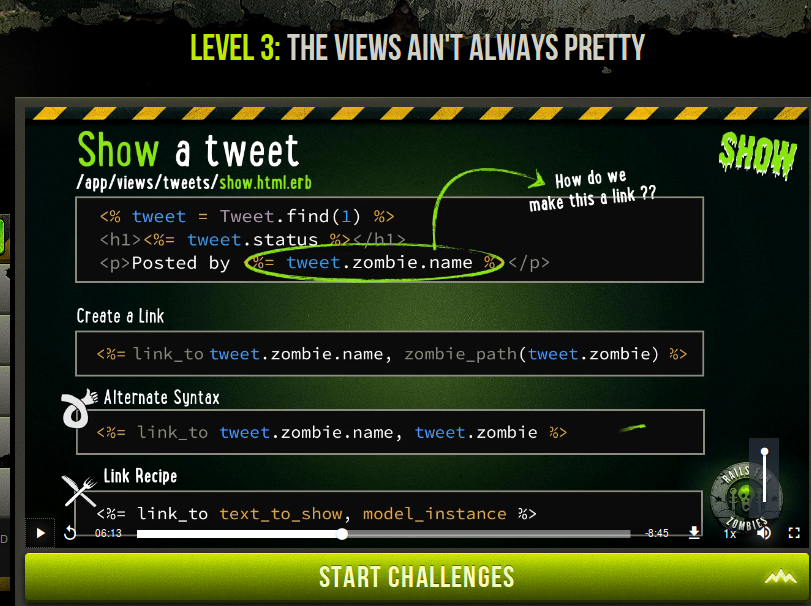 LEVEL 3: THE VIEWS AIN'T ALWAYS PRETTY
Show a tweet
SHOW
/app/views/tweets/show.html.erb
How do we
make this a link ??
<% tweet = Tweet.find(1) %>
<h1><%= tweet.status %></h1>
<p>Posted by <%= tweet.zombie.name %></p>
Create a Link
<%= link_to tweet.zombie.name, zombie_path(tweet.zombie) %>
Alternate Syntax
<%= link_to tweet.zombie.name, tweet.zombie %>
Link Recipe
<%= link_to text_to_show, model_instance %>
RAILS FOR
ZOMBIES
06:13
-8:45
1x
D
START CHALLENGES